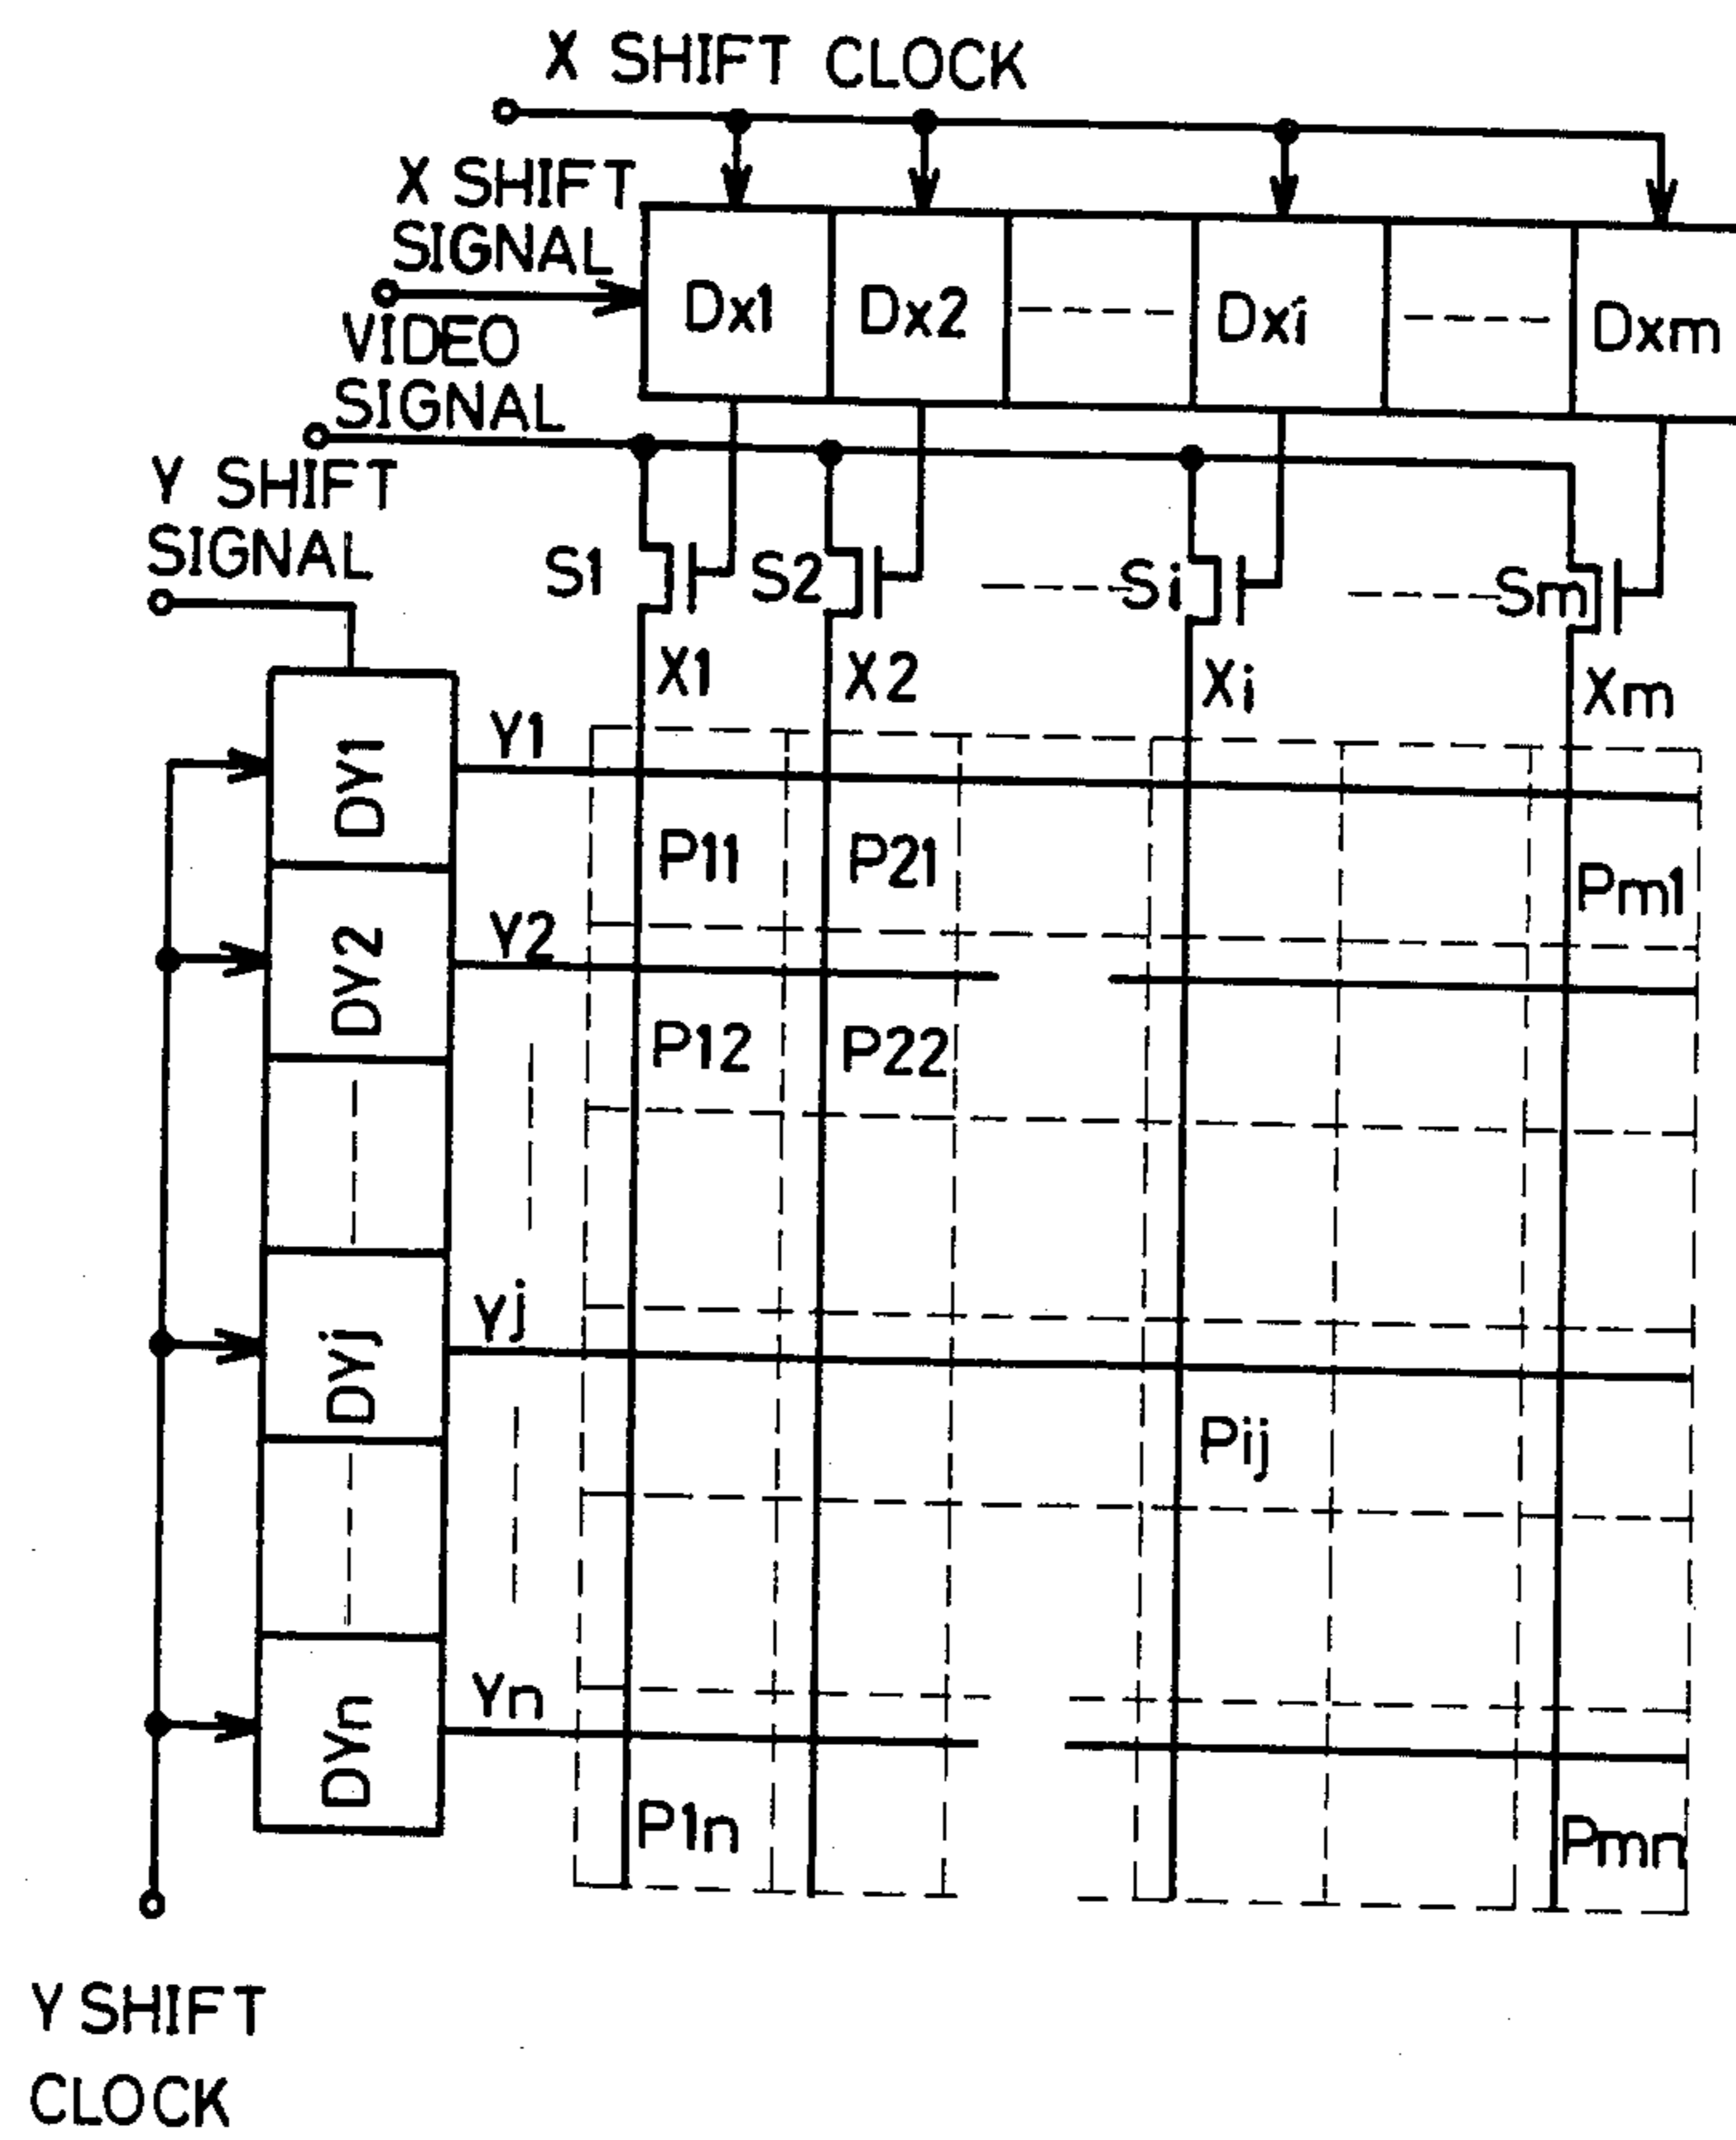 X SHIFT CLOCK
X SHIFT
SIGNAL
Dx1 Dx2 Dxi Dxm
VIDEO
SIGNAL
Y SHIFT
SIGNAL
S1 S2 Si Sm
X1 X2 Xi Xm
DY1 Y1
P11 P21 Pm1
DY2 Y2
P12 P22
DYj Yj
Pij
DYn Yn
P1n Pmn
Y SHIFT
CLOCK